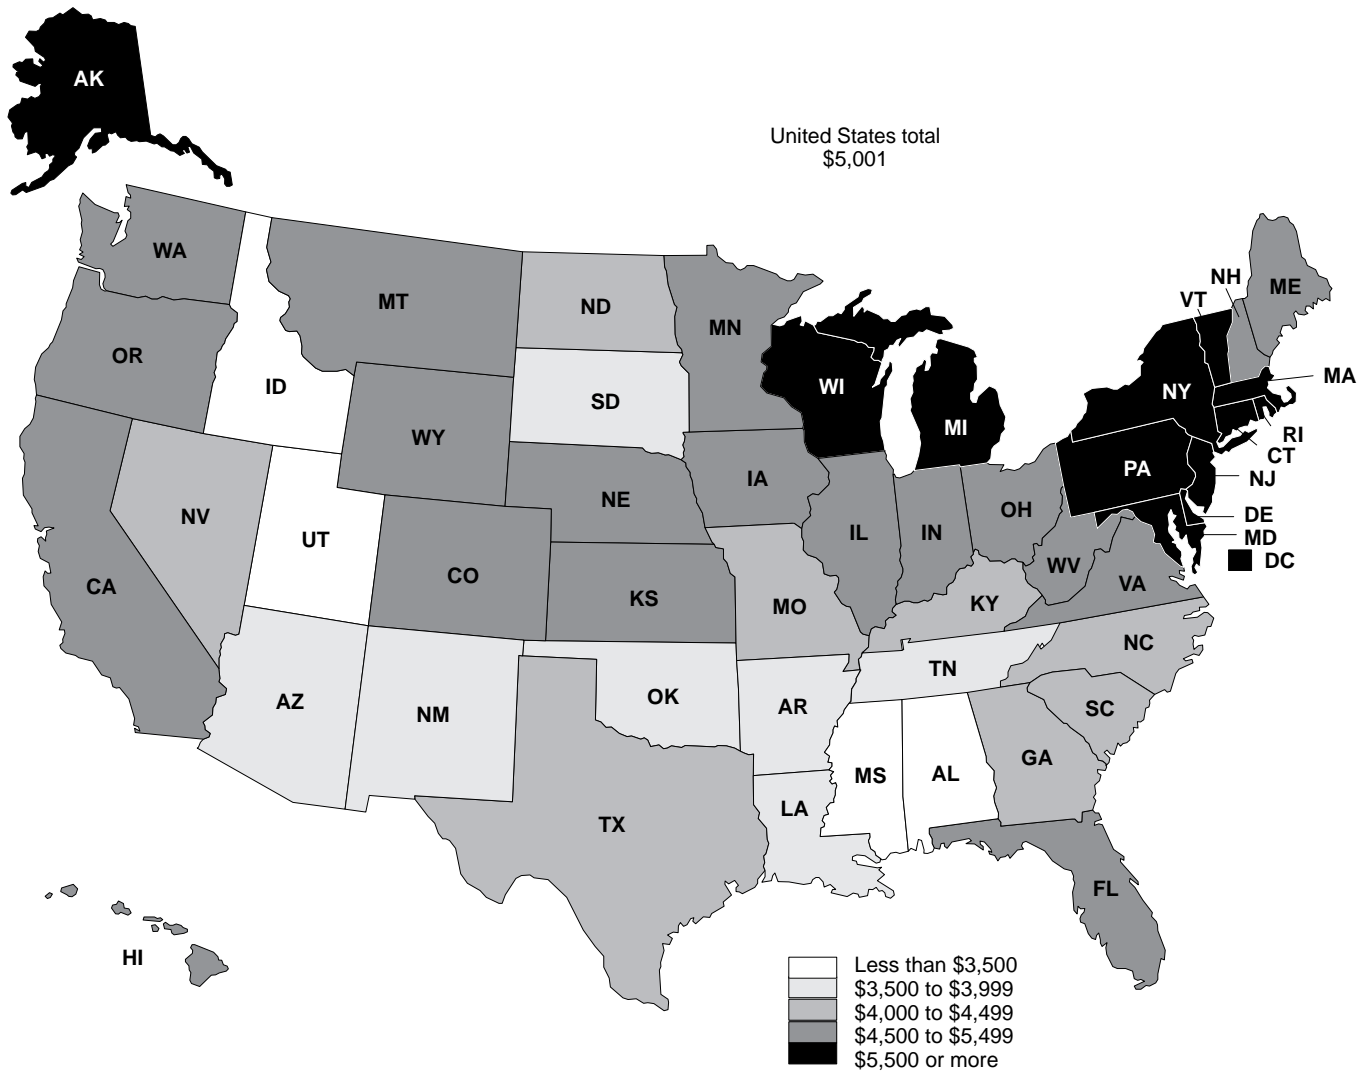 AK
United States total
$5,001
WA
MT
ND
MN
NH
VT
ME
OR
ID
SD
WI
NY
MA
WY
MI
RI
CT
IA
PA
NJ
NE
NV
IL
IN
OH
DE
MD
DC
UT
CO
WV
VA
CA
KS
MO
KY
NC
TN
AZ
NM
OK
AR
SC
MS
AL
GA
LA
TX
FL
HI
Less than $3,500
$3,500 to $3,999
$4,000 to $4,499
$4,500 to $5,499
$5,500 or more